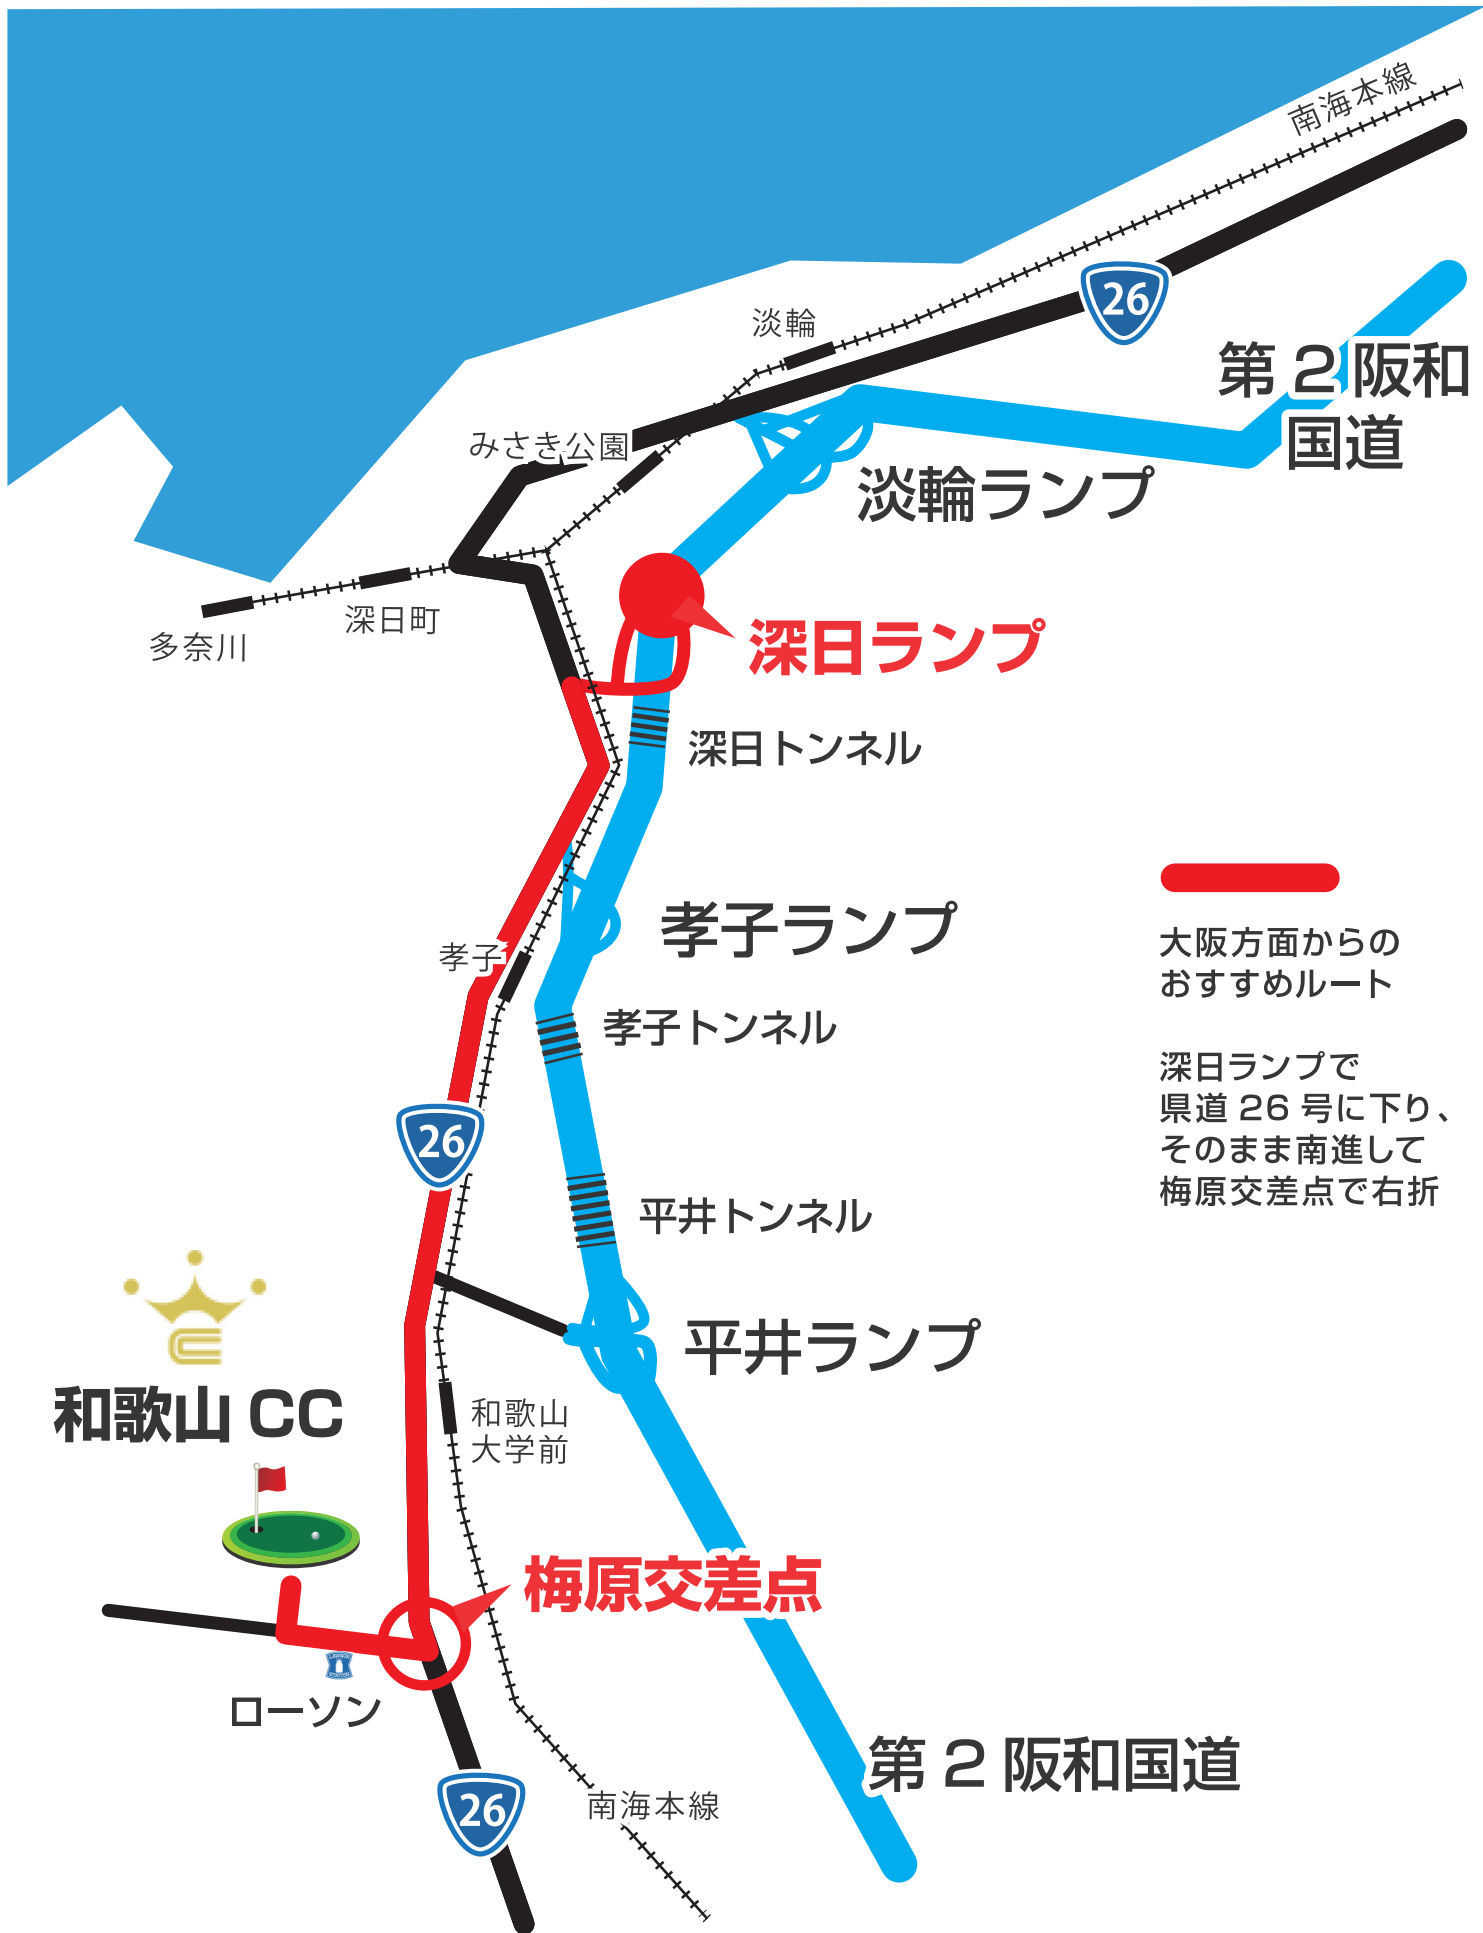 南海本線
26
淡輪
第2阪和
国道
みさき公園
淡輪ランプ
深日町
多奈川
深日ランプ
深日トンネル
孝子ランプ
孝子
大阪方面からの
おすすめルート
孝子トンネル
深日ランプで
県道26号に下り、
そのまま南進して
梅原交差点で右折
26
平井トンネル
平井ランプ
和歌山CC
和歌山
大学前
梅原交差点
LAWSON
STATION
ローソン
第2阪和国道
26
南海本線